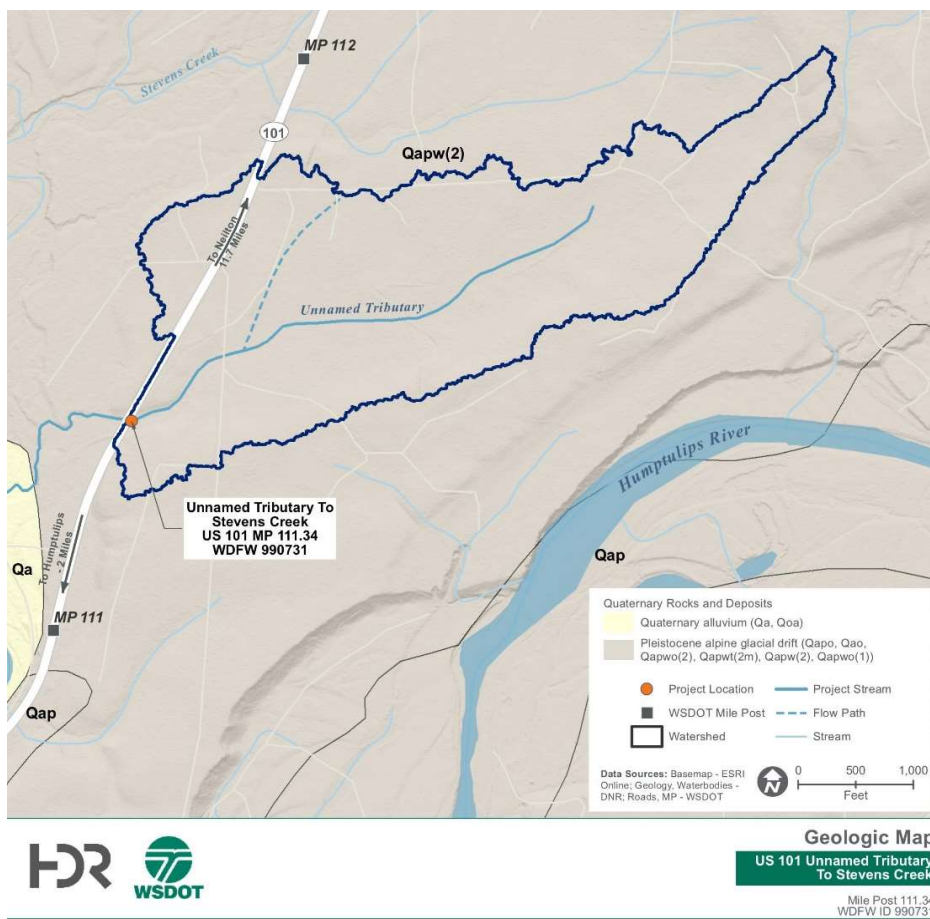 MP 112
Stevens Creek
101
Qapw(2)
To Neilton
11.7 Miles
Unnamed Tributary
Humptulips River
Unnamed Tributary To
Stevens Creek
US 101 MP 111.34
WDFW 990731
Qa
To Humptulips
- 2 Miles
MP 111
Qap
Qap
Quaternary Rocks and Deposits
Quaternary alluvium (Qa, Qoa)
Pleistocene alpine glacial drift (Qapo, Qao,
Qapwo(2), Qapwt(2m), Qapw(2), Qapwo(1))
Project Location
Project Stream
WSDOT Mile Post
Flow Path
Watershed
Stream
Data Sources: Basemap - ESRI
Online; Geology, Waterbodies -
DNR; Roads, MP - WSDOT
N
0 500 1,000
Feet
HDR
WSDOT
Geologic Map
US 101 Unnamed Tributary
To Stevens Creek
Mile Post 111.34
WDFW ID 990731